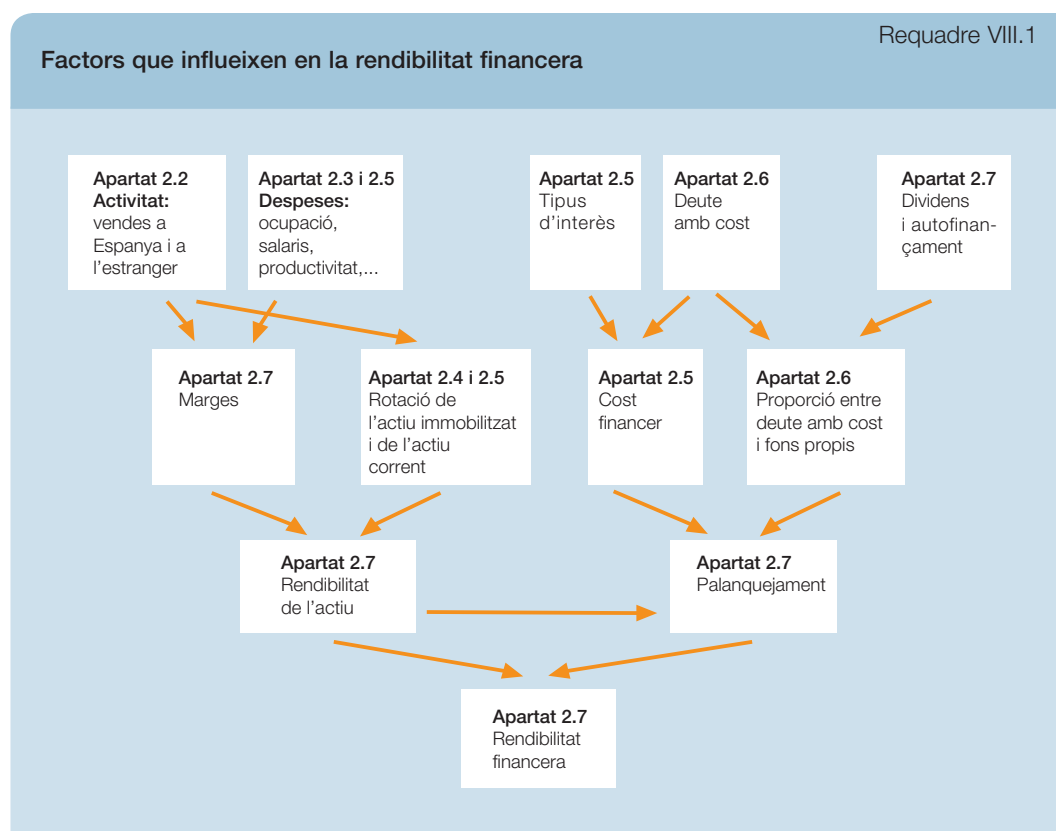 Requadre VIII.1
Factors que influeixen en la rendibilitat financera
Apartat 2.2
Activitat:
vendes a
Espanya i a
l'estranger
Apartat 2.3 i 2.5
Despeses:
ocupació,
salaris,
productivitat,...
Apartat 2.5
Tipus
d'interès
Apartat 2.6
Deute
amb cost
Apartat 2.7
Dividens
i autofinan-
çament
Apartat 2.7
Marges
Apartat 2.4 i 2.5
Rotació de
l'actiu immobilitzat
i de l'actiu
corrent
Apartat 2.5
Cost
financer
Apartat 2.6
Proporció entre
deute amb cost
i fons propis
Apartat 2.7
Rendibilitat
de l'actiu
Apartat 2.7
Palanquejament
Apartat 2.7
Rendibilitat
financera